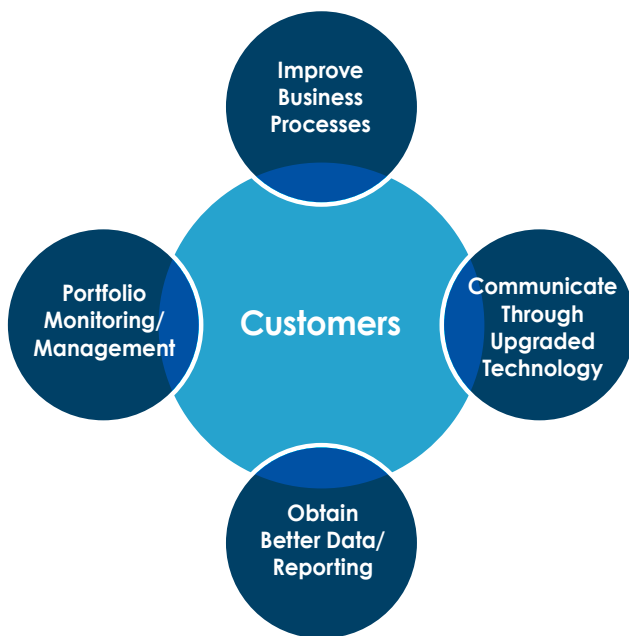 Improve
Business
Processes
Portfolio
Monitoring/
Management
Customers
Communicate
Through
Upgraded
Technology
Obtain
Better Data/
Reporting